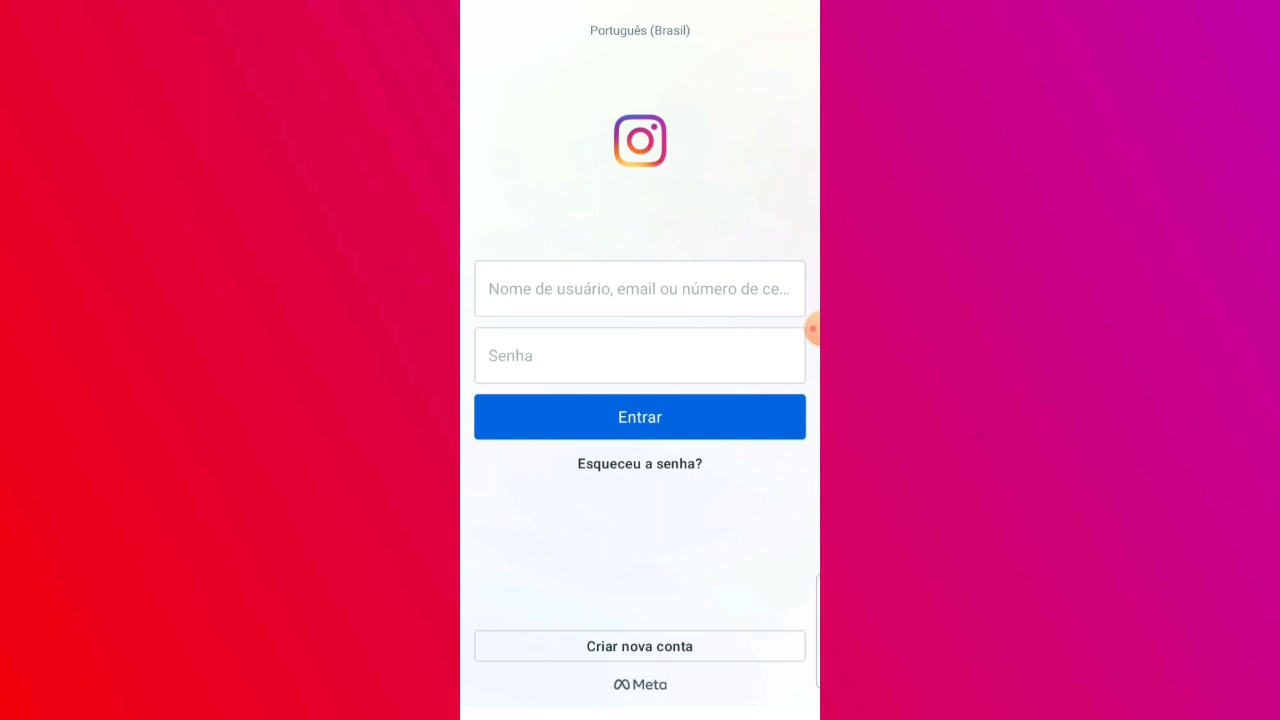 Português (Brasil)
Nome de usuário, email ou número de ce...
Senha
Entrar
Esqueceu a senha?
Criar nova conta
Meta